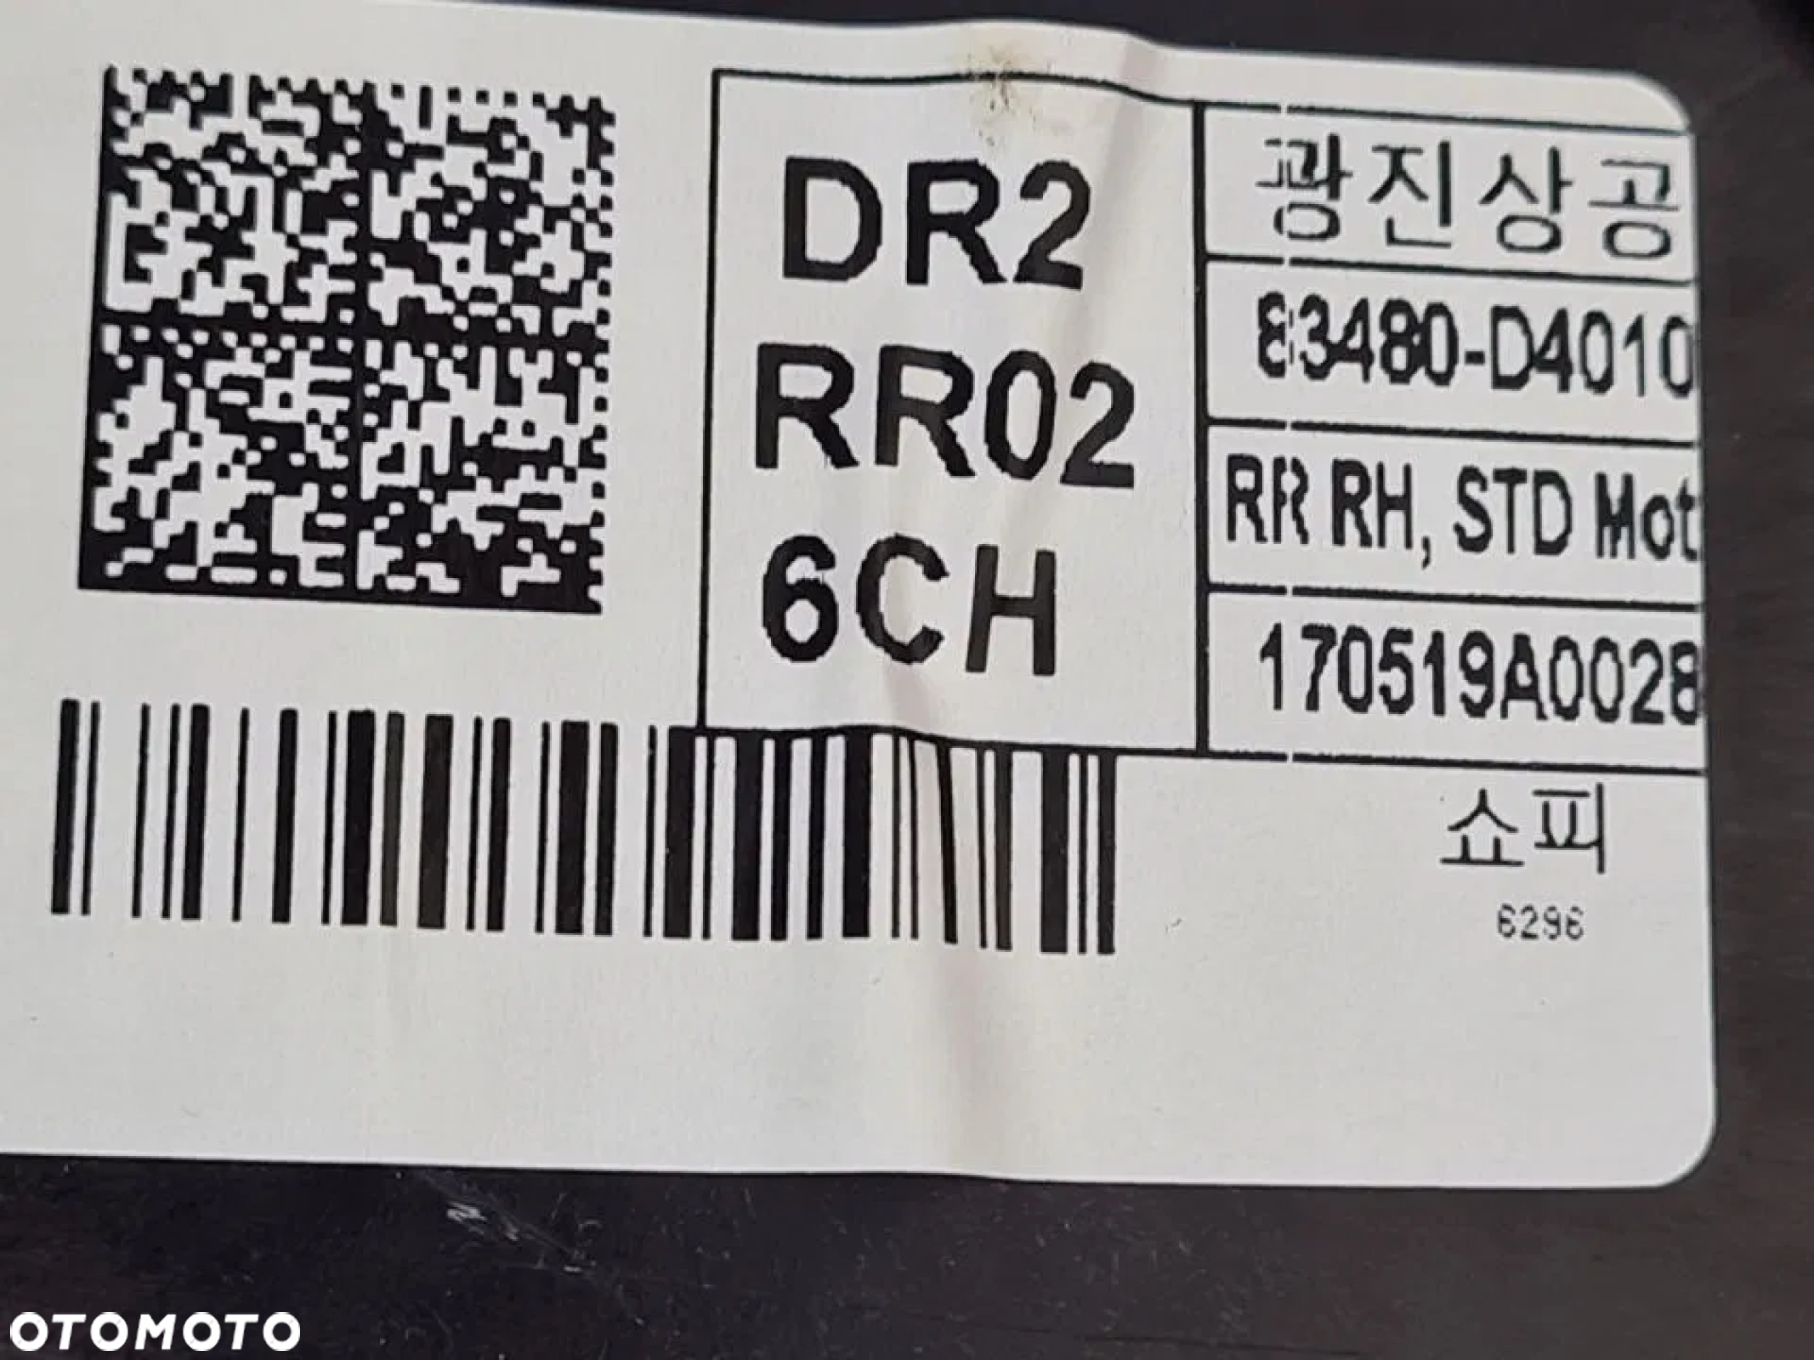 DR2
RR02
6CH
광진상공
83480-D4010
RR RH, STD Mot
170519A0028
쇼피
6296
OTOMOTO